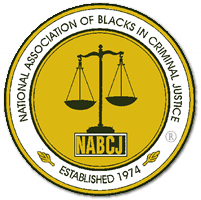 NATIONAL ASSOCIATION OF BLACKS IN CRIMINAL JUSTICE
NABCJ
®
ESTABLISHED 1974